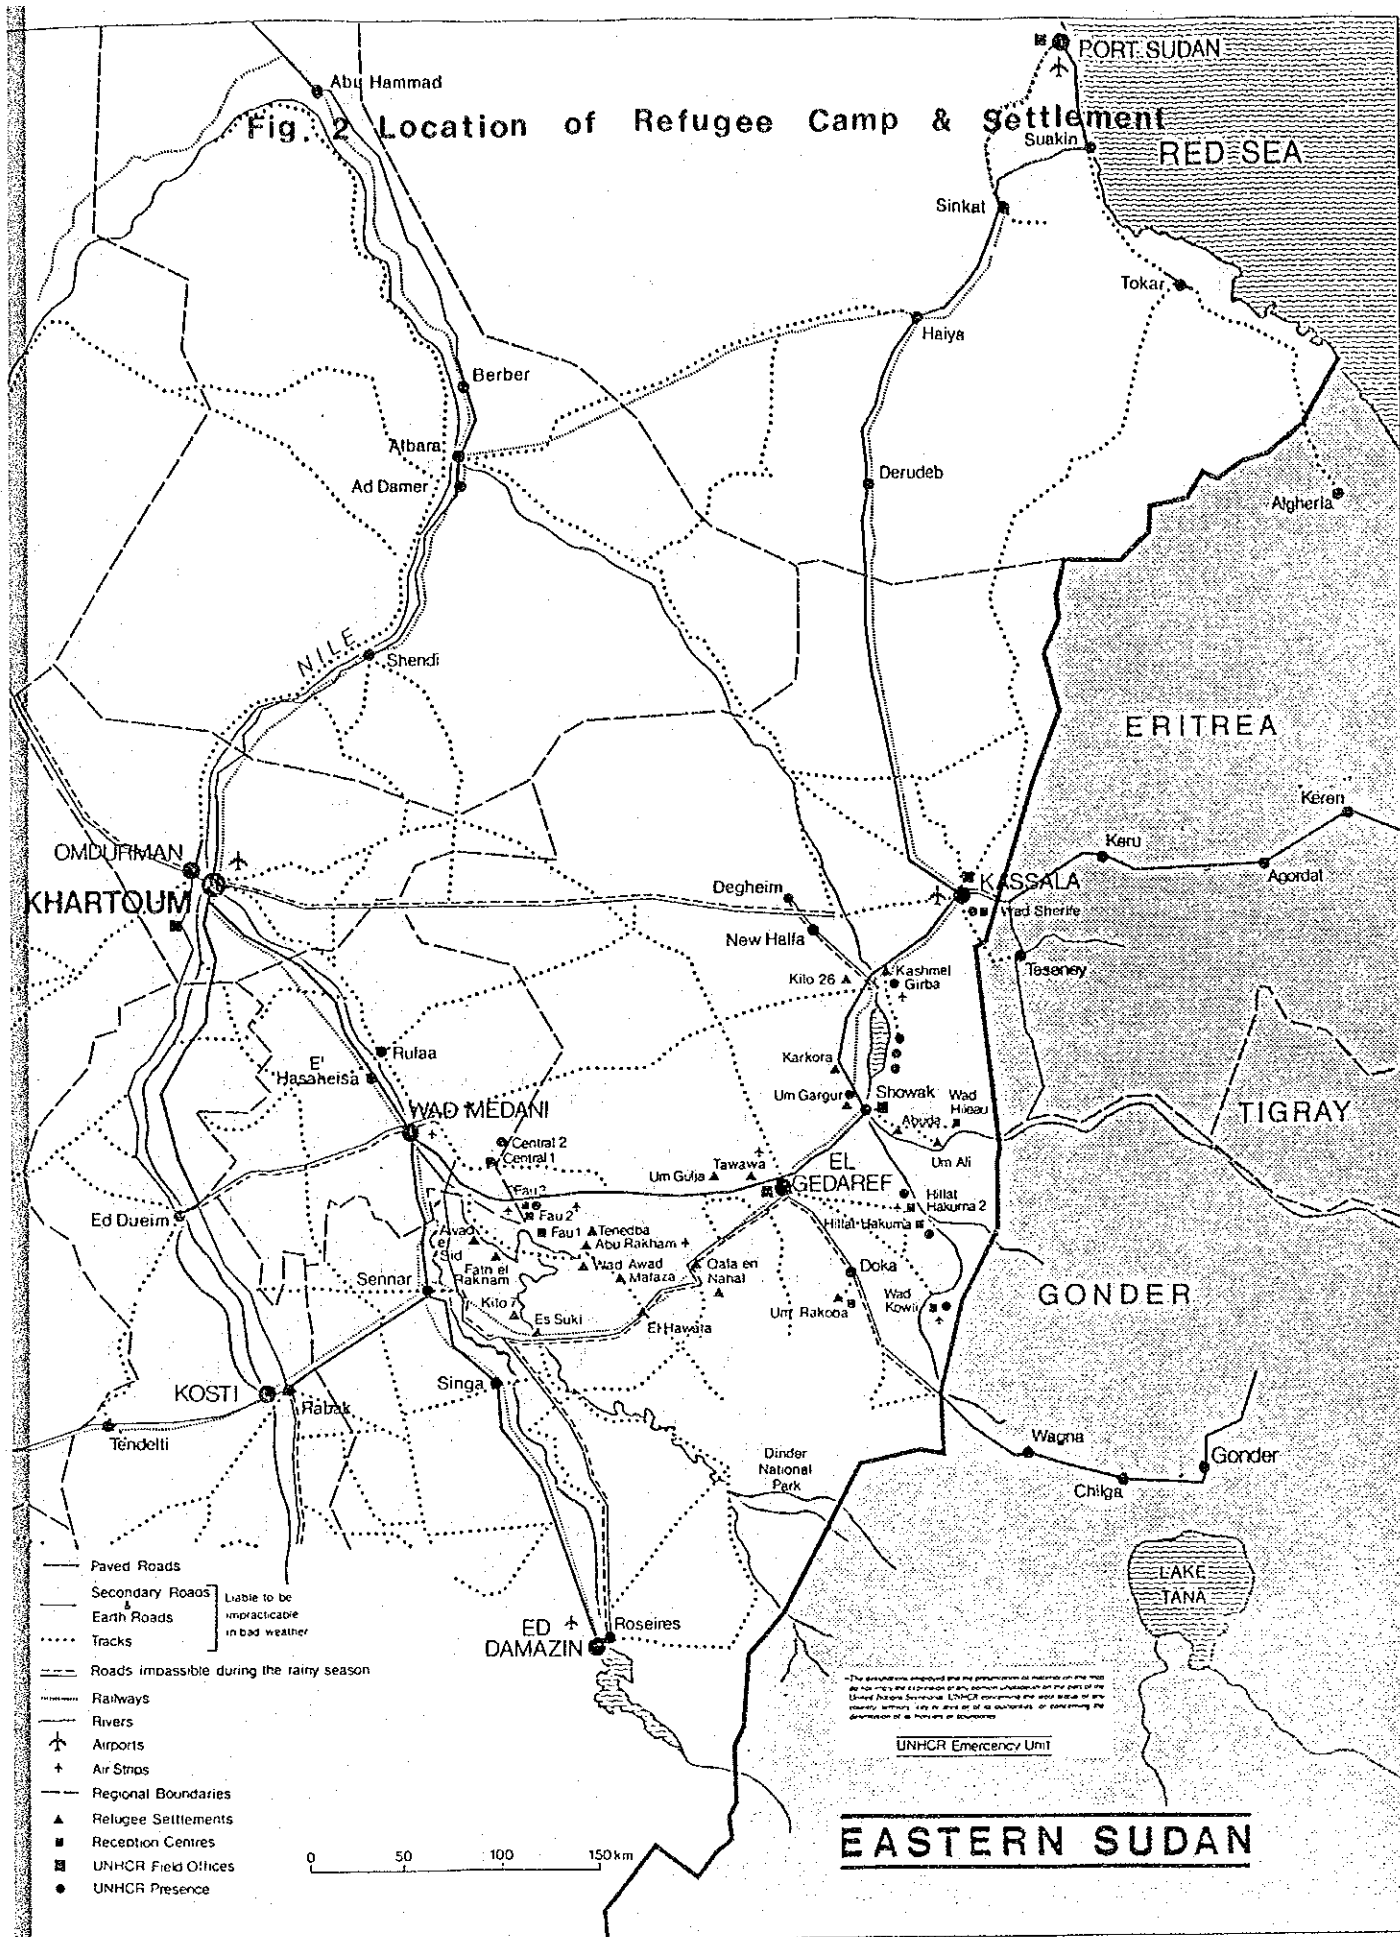 PORT SUDAN
Abu Hammad
Fig. 2 Location of Refugee Camp & Settlement
Suakin
RED SEA
Sinkat
Tokar
Haiya
Berber
Albara
Ad Damer
Derudeb
Algherla
NILE
Shendi
ERITREA
Keren
OMDURMAN
Karu
Agordat
KHARTOUM
Degheim
KASSALA
Wad Sherife
New Halfa
Teseney
Kilo 26
Kashmel
Girba
Rufaa
E'
Hasaheisa
Karkora
Um Gargur
Showak
Wad
Hileau
WAD MEDANI
Abuda
TIGRAY
Central 2
Central 1
Um Ali
Um Gulja
Tawawa
EL
GEDAREF
Ed Dueim
Fau 3
Fau 2
Fau 1
Tenedba
Abu Rakham
Hillat
Hakuma 2
Hillat Hakuma
Awad
el
Sid
Fath el
Raknam
Wad Awad
Mafaza
Qala en
Nahal
Doka
Sennar
Um Rakoba
Wad
Kowli
GONDER
Kilo 7
Es Suki
El Hawata
KOSTI
Rabak
Singa
Tendelti
Wagna
Gonder
Chilga
Dinder
National
Park
LAKE
TANA
ED
DAMAZIN
Roseires
Paved Roads
Secondary Roads
&
Earth Roads
Tracks
Liable to be
impracticable
in bad weather
Roads impassible during the rainy season
Railways
Rivers
Airports
Air Strips
Regional Boundaries
Refugee Settlements
Reception Centres
UNHCR Field Offices
UNHCR Presence
0 50 100 150 km
UNHCR Emergency Unit
EASTERN SUDAN